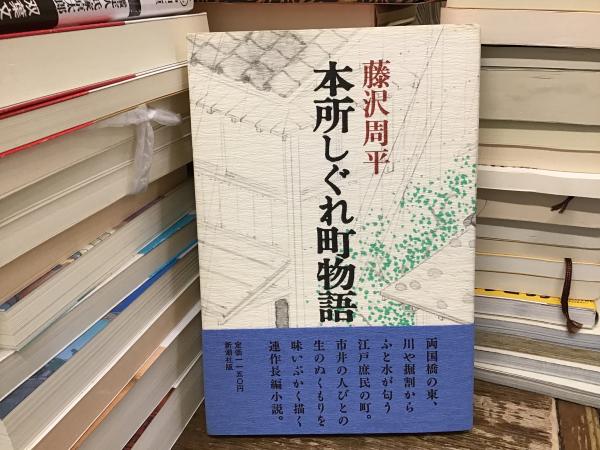 藤沢周平
本所しぐれ町物語
両国橋の東、
川や掘割から
ふと水が匂う
江戸庶民の町。
市井の人びとの
生のぬくもりを
味いぶかく描く
連作長編小説。
定価一一五〇円
新潮社版